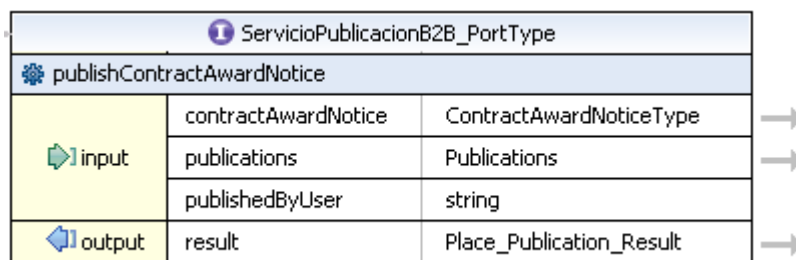 ServicioPublicacionB2B_PortType
publishContractAwardNotice
input
contractAwardNotice ContractAwardNoticeType
publications Publications
publishedByUser string
output result Place_Publication_Result